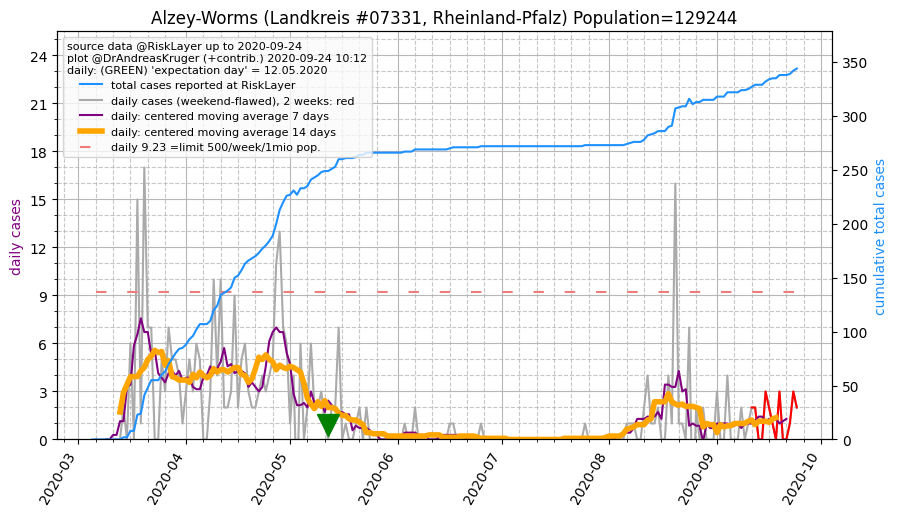 Alzey-Worms (Landkreis #07331, Rheinland-Pfalz) Population=129244
source data @RiskLayer up to 2020-09-24
plot @DrAndreasKruger (+contrib.) 2020-09-24 10:12
daily: (GREEN) 'expectation day' = 12.05.2020
total cases reported at RiskLayer
daily cases (weekend-flawed), 2 weeks: red
daily: centered moving average 7 days
daily: centered moving average 14 days
daily 9.23 =limit 500/week/1mio pop.
daily cases
24
21
18
15
12
9
6
3
0
cumulative total cases
350
300
250
200
150
100
50
0
2020-03
2020-04
2020-05
2020-06
2020-07
2020-08
2020-09
2020-10